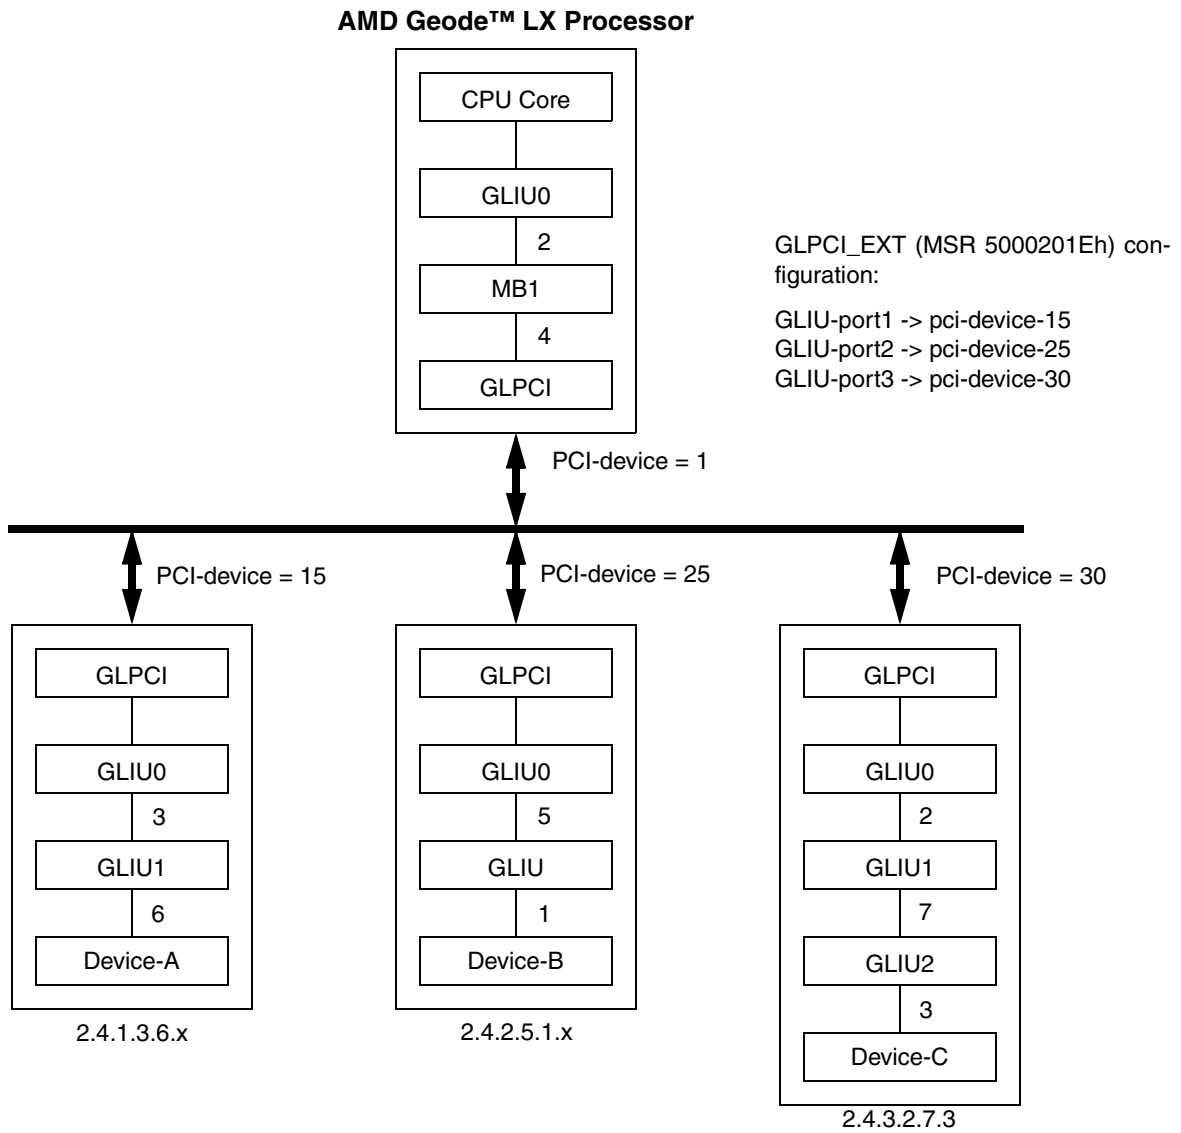 AMD Geode™ LX Processor
CPU Core
GLIU0
2
MB1
4
GLPCI
GLPCI_EXT (MSR 5000201Eh) con-
figuration:
GLIU-port1 -> pci-device-15
GLIU-port2 -> pci-device-25
GLIU-port3 -> pci-device-30
PCI-device = 1
PCI-device = 15
PCI-device = 25
PCI-device = 30
GLPCI
GLIU0
3
GLIU1
6
Device-A
2.4.1.3.6.x
GLPCI
GLIU0
5
GLIU
1
Device-B
2.4.2.5.1.x
GLPCI
GLIU0
2
GLIU1
7
GLIU2
3
Device-C
2.4.3.2.7.3